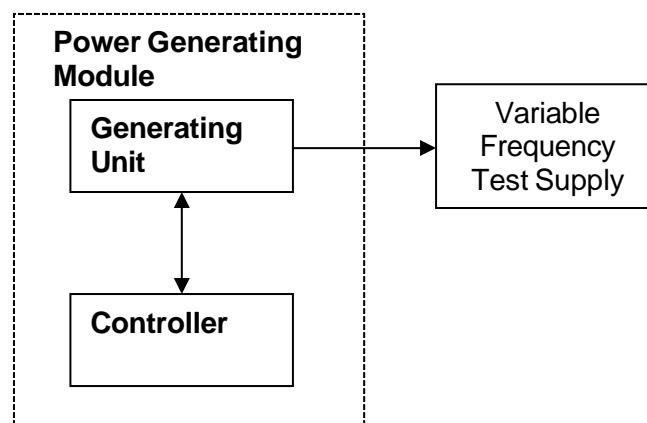 Power Generating
Module
Generating
Unit
Variable
Frequency
Test Supply
Controller